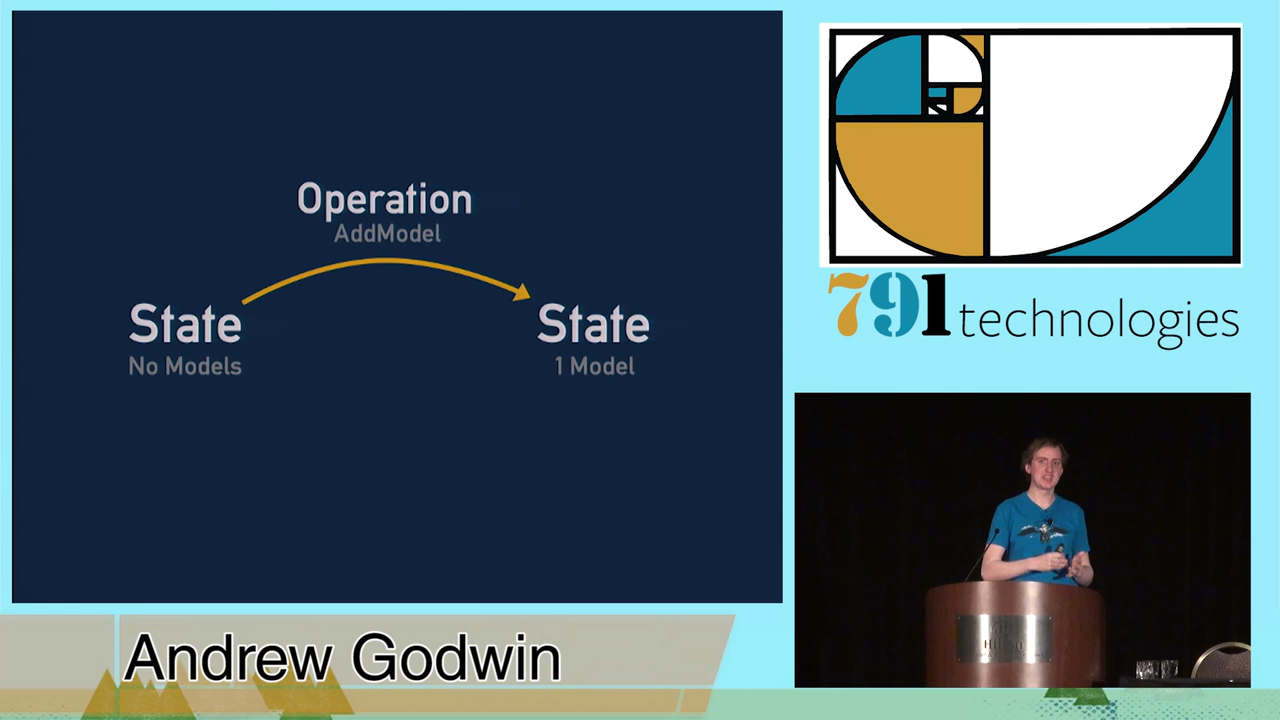 Operation
AddModel
State
No Models
State
1 Model
791 technologies
Andrew Godwin